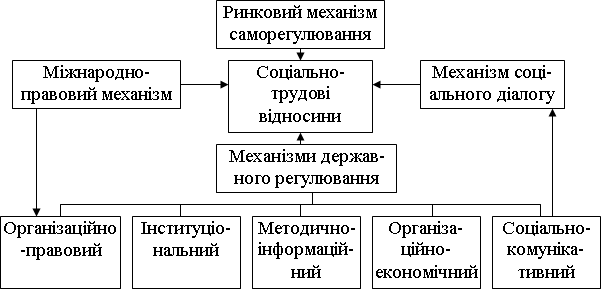 Ринковий механізм
саморегулювання
Міжнародно-
правовий механізм
Соціально-
трудові
відносини
Механізм соці-
ального діалогу
Механізми держав-
ного регулювання
Організаційно
-правовий
Інституціо-
нальний
Методично-
інформацій-
ний
Організа-
ційно-
економічний
Соціально-
комуніка-
тивний